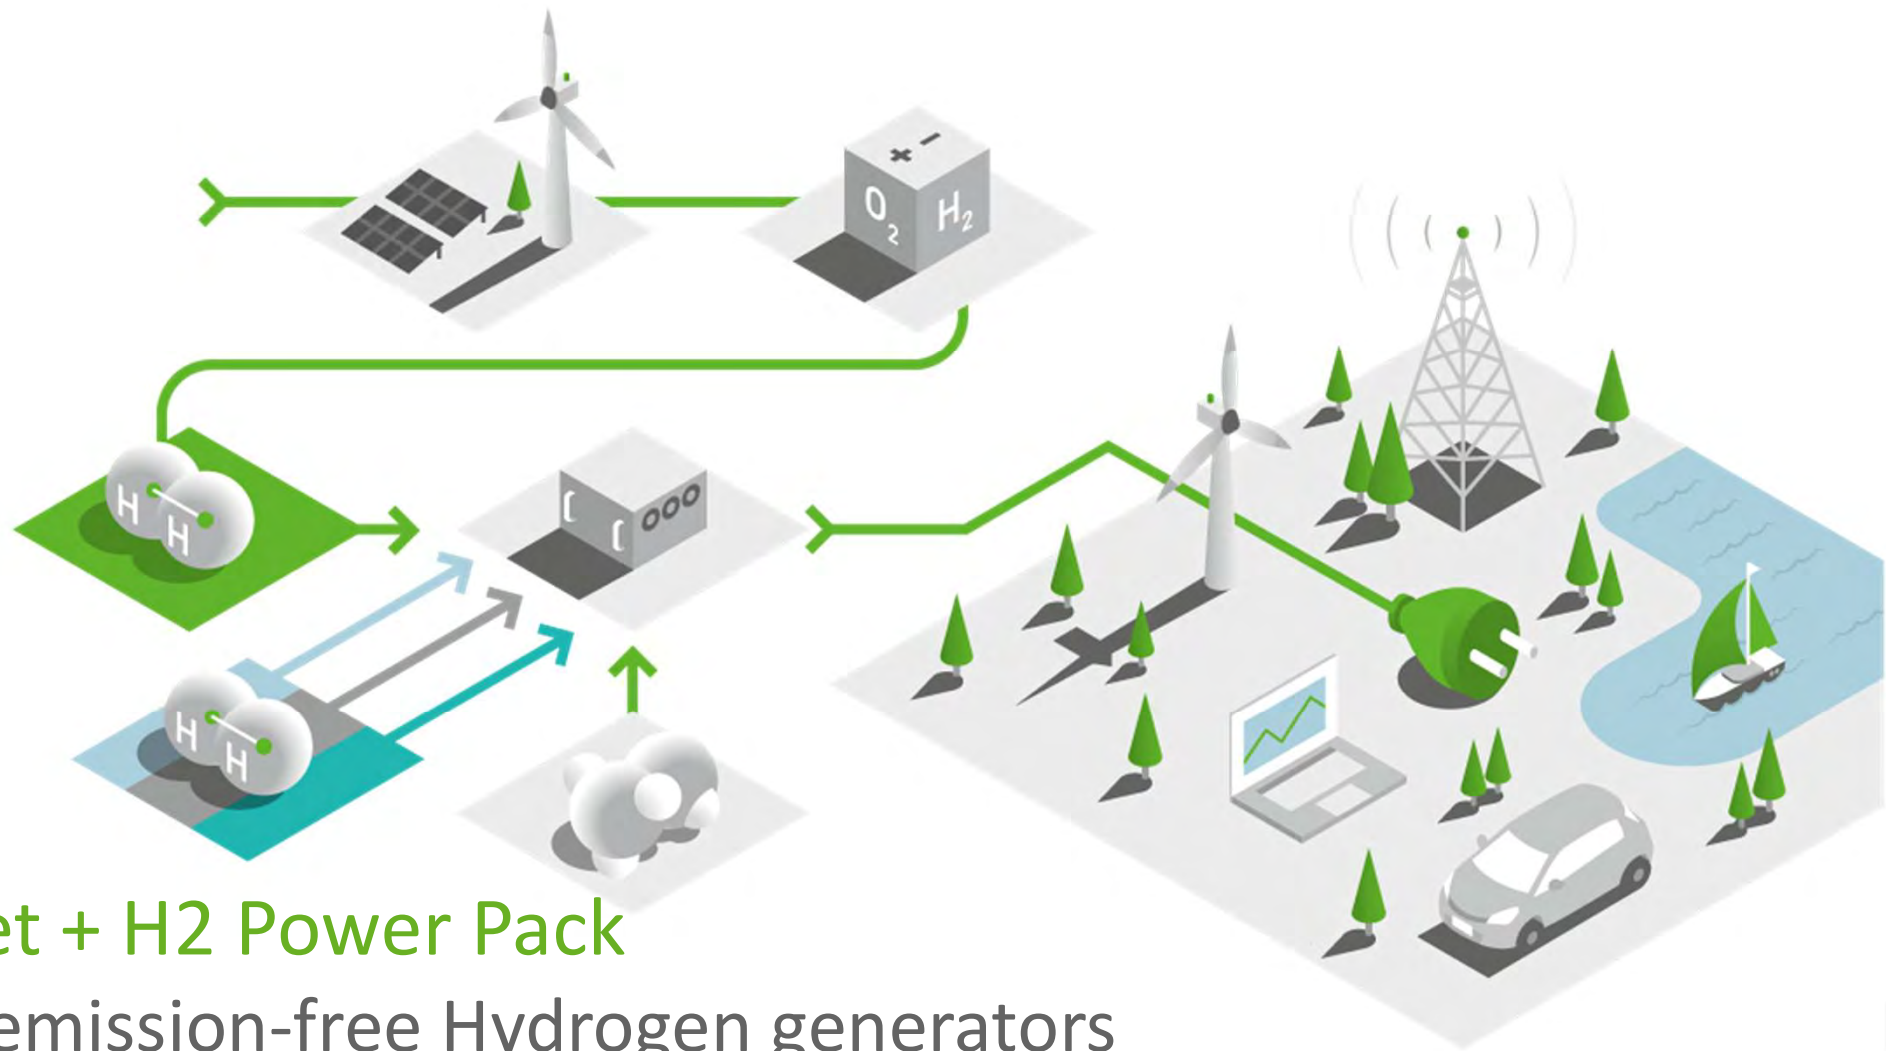 + -
O2 H2
H H
H H
et + H2 Power Pack
emission-free Hydrogen generators